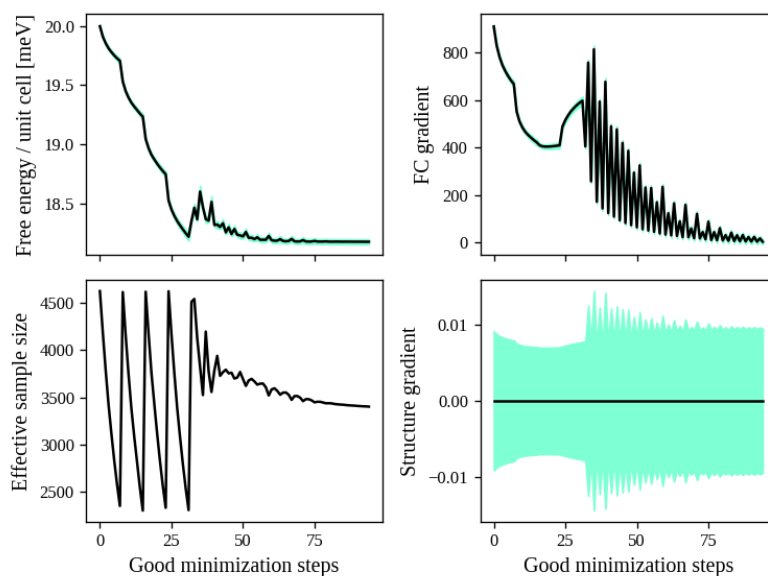 Free energy / unit cell [meV]
20.0
19.5
19.0
18.5
FC gradient
800
600
400
200
0
Effective sample size
4500
4000
3500
3000
2500
0 25 50 75
Good minimization steps
Structure gradient
0.01
0.00
−0.01
0 25 50 75
Good minimization steps